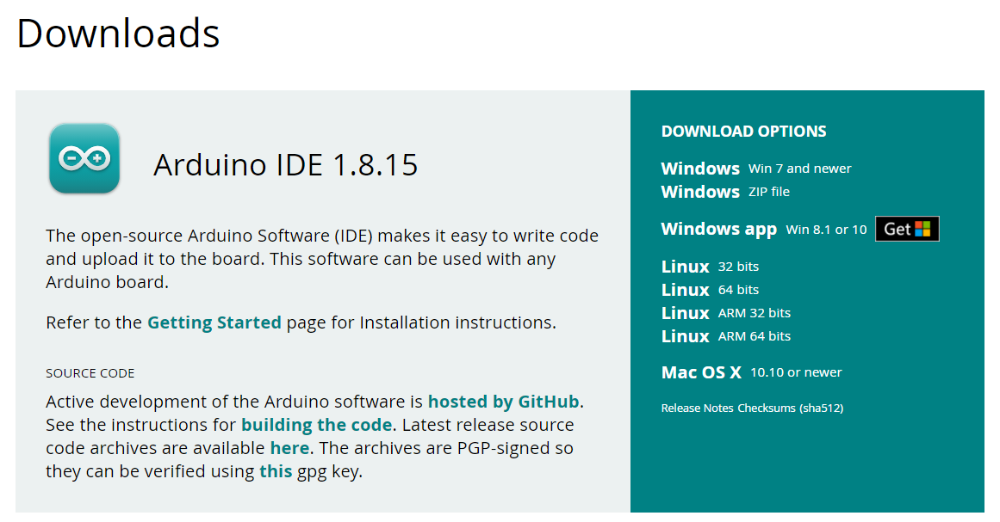 Downloads
Arduino IDE 1.8.15
The open-source Arduino Software (IDE) makes it easy to write code
and upload it to the board. This software can be used with any
Arduino board.
Refer to the Getting Started page for Installation instructions.
SOURCE CODE
Active development of the Arduino software is hosted by GitHub.
See the instructions for building the code. Latest release source
code archives are available here. The archives are PGP-signed so
they can be verified using this gpg key.
DOWNLOAD OPTIONS
Windows Win 7 and newer
Windows ZIP file
Windows app Win 8.1 or 10 Get
Linux 32 bits
Linux 64 bits
Linux ARM 32 bits
Linux ARM 64 bits
Mac OS X 10.10 or newer
Release Notes Checksums (sha512)